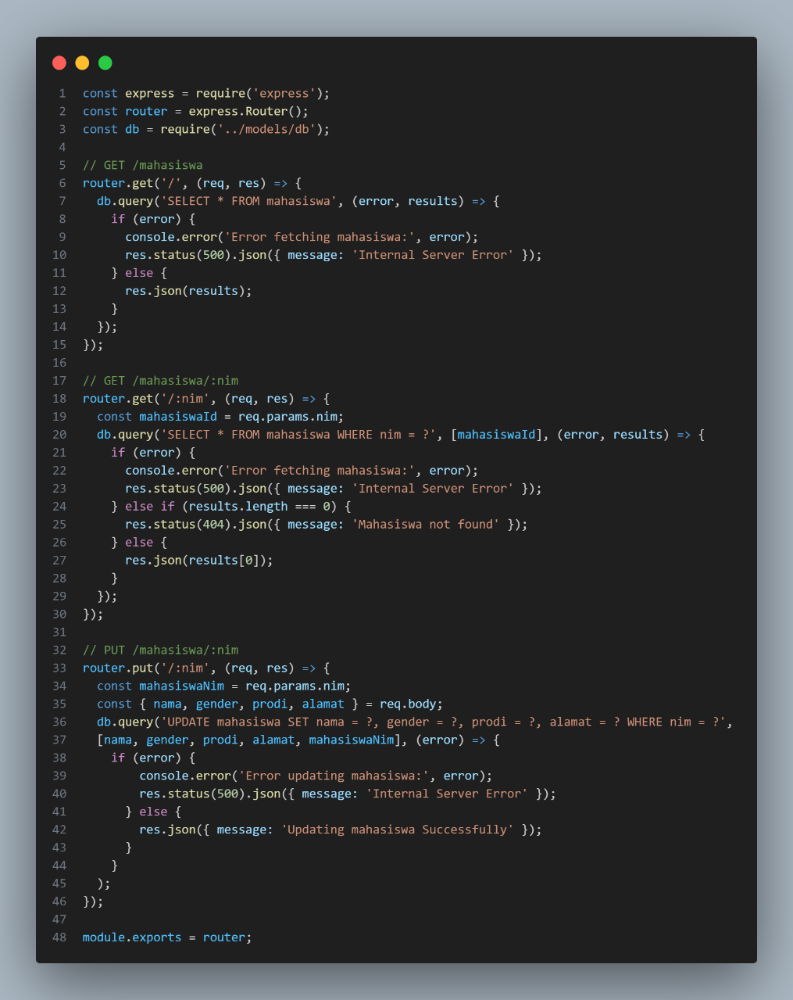 1 const express = require('express');
2 const router = express.Router();
3 const db = require('../models/db');
4
5 // GET /mahasiswa
6 router.get('/', (req, res) => {
7   db.query('SELECT * FROM mahasiswa', (error, results) => {
8     if (error) {
9       console.error('Error fetching mahasiswa:', error);
10       res.status(500).json({ message: 'Internal Server Error' });
11     } else {
12       res.json(results);
13     }
14   });
15 });
16
17 // GET /mahasiswa/:nim
18 router.get('/:nim', (req, res) => {
19   const mahasiswaId = req.params.nim;
20   db.query('SELECT * FROM mahasiswa WHERE nim = ?', [mahasiswaId], (error, results) => {
21     if (error) {
22       console.error('Error fetching mahasiswa:', error);
23       res.status(500).json({ message: 'Internal Server Error' });
24     } else if (results.length === 0) {
25       res.status(404).json({ message: 'Mahasiswa not found' });
26     } else {
27       res.json(results[0]);
28     }
29   });
30 });
31
32 // PUT /mahasiswa/:nim
33 router.put('/:nim', (req, res) => {
34   const mahasiswaNim = req.params.nim;
35   const { nama, gender, prodi, alamat } = req.body;
36   db.query('UPDATE mahasiswa SET nama = ?, gender = ?, prodi = ?, alamat = ? WHERE nim = ?',
37   [nama, gender, prodi, alamat, mahasiswaNim], (error) => {
38     if (error) {
39         console.error('Error updating mahasiswa:', error);
40         res.status(500).json({ message: 'Internal Server Error' });
41       } else {
42         res.json({ message: 'Updating mahasiswa Successfully' });
43       }
44     }
45   );
46 });
47
48 module.exports = router;